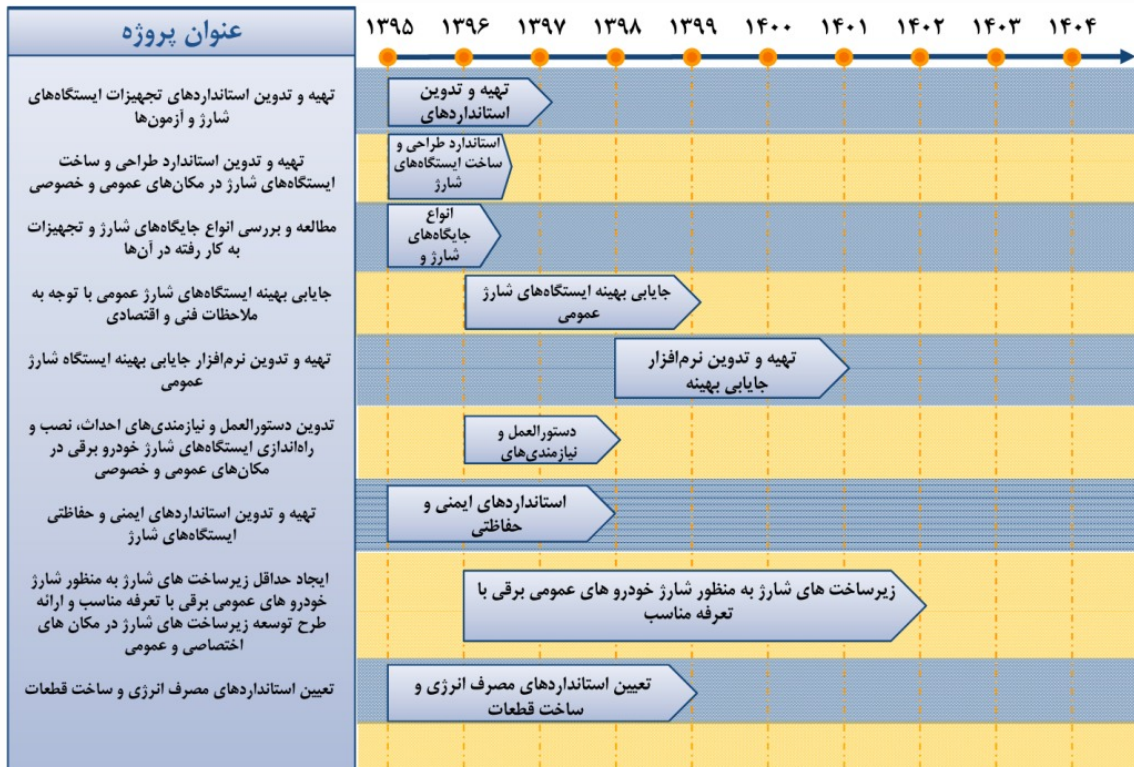 عنوان پروژه
۱۳۹۵ ۱۳۹۶ ۱۳۹۷ ۱۳۹۸ ۱۳۹۹ ۱۴۰۰ ۱۴۰۱ ۱۴۰۲ ۱۴۰۳ ۱۴۰۴
تهیه و تدوین استانداردهای تجهیزات ایستگاه‌های
شارژ و آزمون‌ها
تهیه و تدوین
استانداردهای
تهیه و تدوین استاندارد طراحی و ساخت
ایستگاه‌های شارژ در مکان‌های عمومی و خصوصی
استاندارد طراحی و
ساخت ایستگاه‌های
شارژ
مطالعه و بررسی انواع جایگاه‌های شارژ و تجهیزات
به کار رفته در آن‌ها
انواع
جایگاه‌های
شارژ و
جایابی بهینه ایستگاه‌های شارژ عمومی با توجه به
ملاحظات فنی و اقتصادی
جایابی بهینه ایستگاه‌های شارژ
عمومی
تهیه و تدوین نرم‌افزار جایابی بهینه ایستگاه شارژ
عمومی
تهیه و تدوین نرم‌افزار
جایابی بهینه
تدوین دستورالعمل و نیازمندی‌های احداث، نصب و
راه‌اندازی ایستگاه‌های شارژ خودرو برقی در
مکان‌های عمومی و خصوصی
دستورالعمل و
نیازمندی‌های
تهیه و تدوین استانداردهای ایمنی و حفاظتی
ایستگاه‌های شارژ
استانداردهای ایمنی و
حفاظتی
ایجاد حداقل زیرساخت های شارژ به منظور شارژ
خودرو های عمومی برقی با تعرفه مناسب و ارائه
طرح توسعه زیرساخت های شارژ در مکان های
اختصاصی و عمومی
زیرساخت های شارژ به منظور شارژ خودرو های عمومی برقی با
تعرفه مناسب
تعیین استانداردهای مصرف انرژی و ساخت قطعات
تعیین استانداردهای مصرف انرژی و
ساخت قطعات